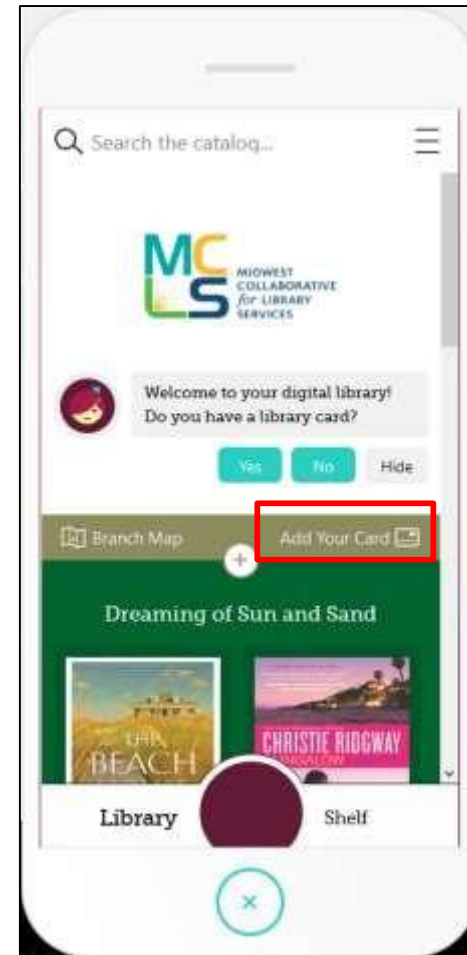 Search the catalog...
MC
LS
MIDWEST
COLLABORATIVE
for LIBRARY
SERVICES
Welcome to your digital library!
Do you have a library card?
Yes No Hide
Branch Map Add Your Card
Dreaming of Sun and Sand
BEACH
CHRISTIE RIDGWAY
Library Shelf